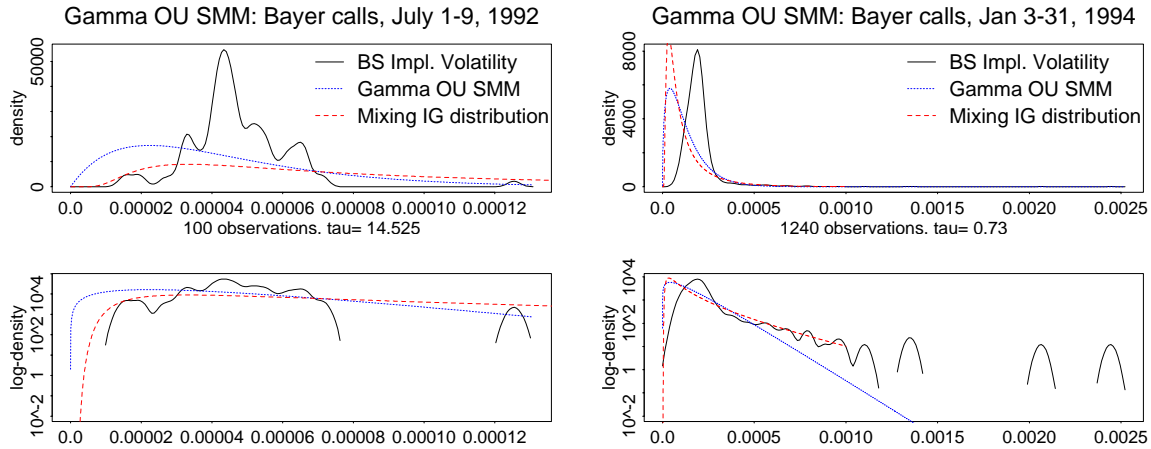 Gamma OU SMM: Bayer calls, July 1-9, 1992
density
0 50000
BS Impl. Volatility
Gamma OU SMM
Mixing IG distribution
0.0 0.00002 0.00004 0.00006 0.00008 0.00010 0.00012
100 observations. tau= 14.525
log-density
10^-2 1 10^2 10^4
0.0 0.00002 0.00004 0.00006 0.00008 0.00010 0.00012
Gamma OU SMM: Bayer calls, Jan 3-31, 1994
density
0 4000 8000
BS Impl. Volatility
Gamma OU SMM
Mixing IG distribution
0.0 0.0005 0.0010 0.0015 0.0020 0.0025
1240 observations. tau= 0.73
log-density
10^-2 1 10^2 10^4
0.0 0.0005 0.0010 0.0015 0.0020 0.0025